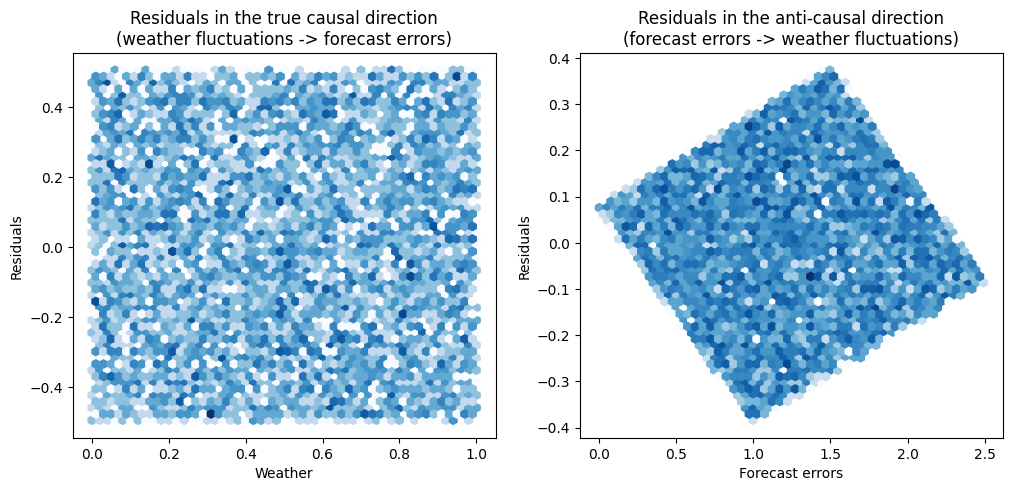 Residuals in the true causal direction
(weather fluctuations -> forecast errors)
Residuals
0.4
0.2
0.0
−0.2
−0.4
0.0 0.2 0.4 0.6 0.8 1.0
Weather
Residuals in the anti-causal direction
(forecast errors -> weather fluctuations)
Residuals
0.4
0.3
0.2
0.1
0.0
−0.1
−0.2
−0.3
−0.4
0.0 0.5 1.0 1.5 2.0 2.5
Forecast errors